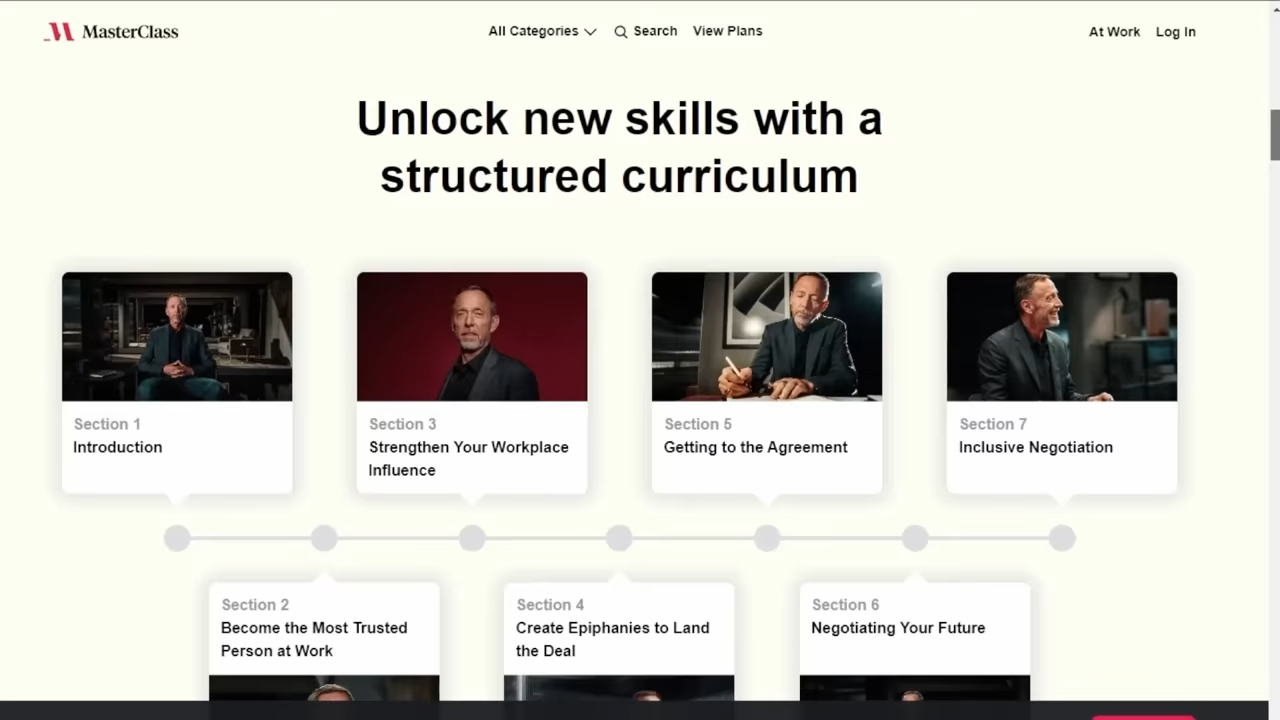 MasterClass
All Categories
Search
View Plans
At Work
Log In
Unlock new skills with a
structured curriculum
Section 1
Introduction
Section 3
Strengthen Your Workplace
Influence
Section 5
Getting to the Agreement
Section 7
Inclusive Negotiation
Section 2
Become the Most Trusted
Person at Work
Section 4
Create Epiphanies to Land
the Deal
Section 6
Negotiating Your Future